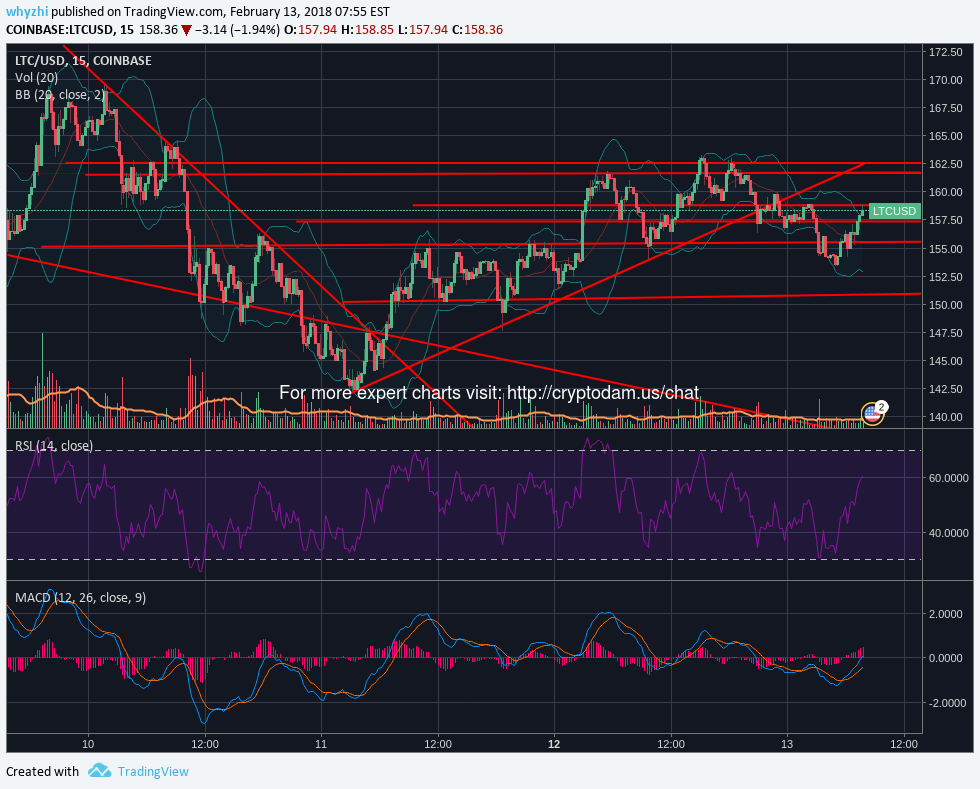 whyzhi published on TradingView.com, February 13, 2018 07:55 EST
COINBASE:LTCUSD, 15 158.36 ▼ −3.14 (−1.94%) O:157.94 H:158.85 L:157.94 C:158.36
LTC/USD, 15, COINBASE
Vol (20)
BB (20, close, 2)
172.50
170.00
167.50
165.00
162.50
160.00
LTCUSD
157.50
155.00
152.50
150.00
147.50
145.00
142.50
140.00
For more expert charts visit: http://cryptodam.us/chat
2
RSI (14, close)
60.0000
40.0000
MACD (12, 26, close, 9)
2.0000
0.0000
-2.0000
10 12:00 11 12:00 12 12:00 13 12:00
Created with TradingView